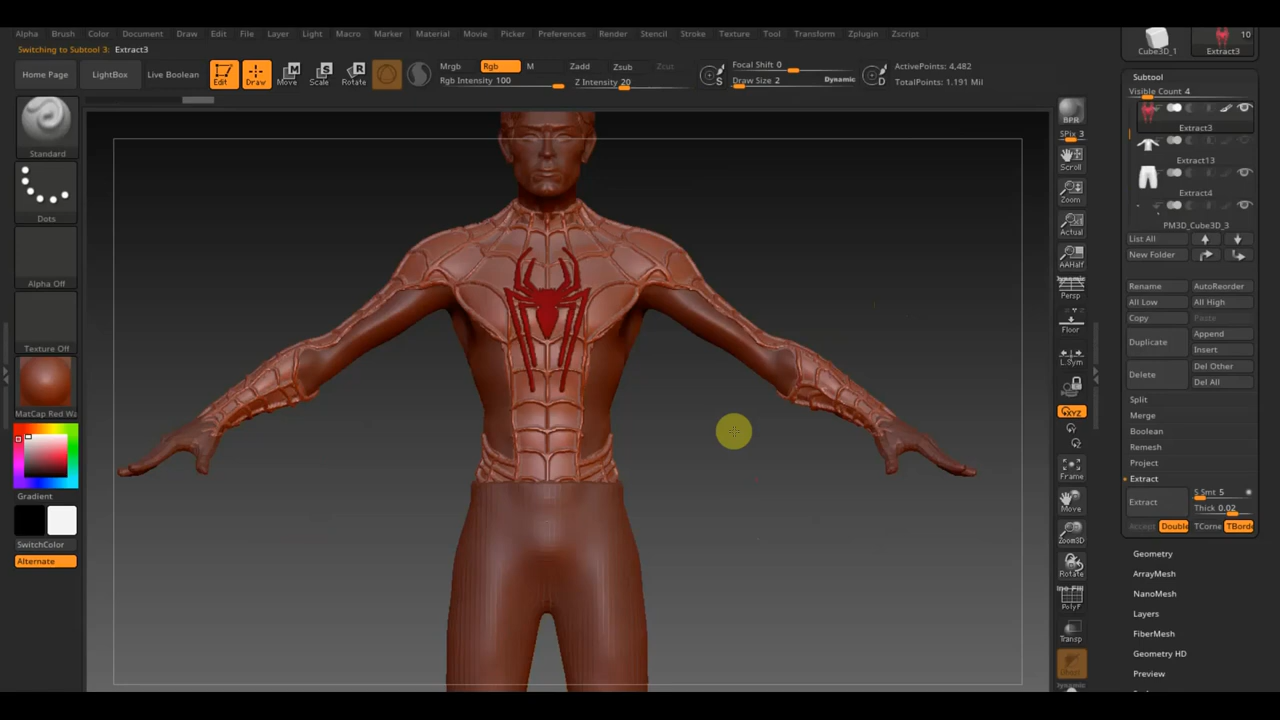 Alpha Brush Color Document Draw Edit File Layer Light Macro Marker Material Movie Picker Preferences Render Stencil Stroke Texture Tool Transform Zplugin Zscript
Switching to Subtool 3: Extract3
Home Page LightBox Live Boolean Edit Draw Move Scale Rotate
Mrgb Rgb M
Rgb Intensity 100
Zadd Zsub Zcut
Z Intensity 20
S
Focal Shift 0
Draw Size 2 Dynamic
D
ActivePoints: 4,482
TotalPoints: 1.191 Mil
Standard
Dots
Alpha Off
Texture Off
MatCap Red Wa
Gradient
SwitchColor
Alternate
BPR
SPix 3
Scroll
Zoom
Actual
AAHalf
Dynamic
Persp
Floor
L.Sym
XYZ
Frame
Move
Zoom3D
Rotate
PolyF
Transp
Dynamic
Cube3D_1
10
Extract3
Subtool
Visible Count 4
Extract3
Extract13
Extract4
PM3D_Cube3D_3
List All
New Folder
Rename AutoReorder
All Low All High
Copy Paste
Duplicate
Append
Insert
Delete
Del Other
Del All
Split
Merge
Boolean
Remesh
Project
Extract
Extract
S Smt 5
Thick 0.02
Accept Double TCorne TBorde
Geometry
ArrayMesh
NanoMesh
Layers
FiberMesh
Geometry HD
Preview